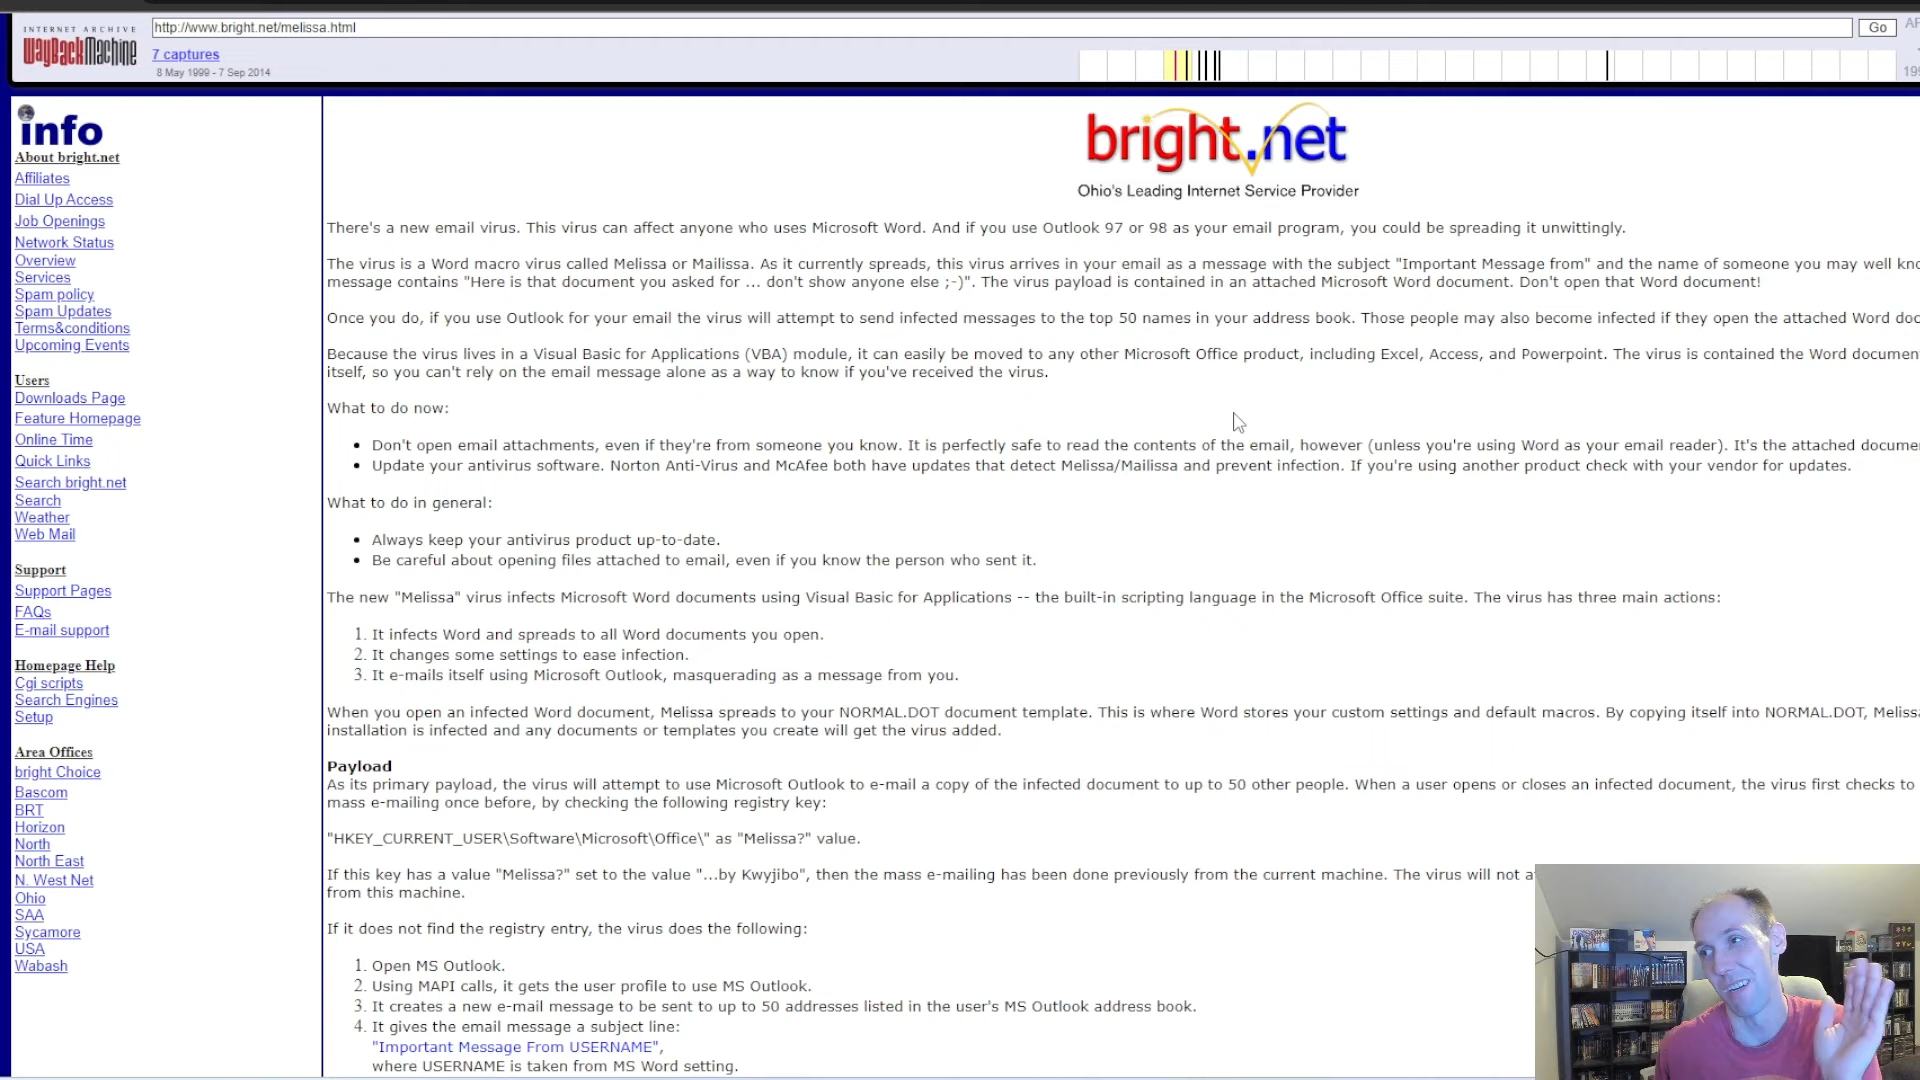 INTERNET ARCHIVE
WayBackMachine
http://www.bright.net/melissa.html
Go
7 captures
8 May 1999 - 7 Sep 2014
info
About bright.net
Affiliates
Dial Up Access
Job Openings
Network Status
Overview
Services
Spam policy
Spam Updates
Terms&conditions
Upcoming Events
Users
Downloads Page
Feature Homepage
Online Time
Quick Links
Search bright.net
Search
Weather
Web Mail
Support
Support Pages
FAQs
E-mail support
Homepage Help
Cgi scripts
Search Engines
Setup
Area Offices
bright Choice
Bascom
BRT
Horizon
North
North East
N. West Net
Ohio
SAA
Sycamore
USA
Wabash
bright.net
Ohio's Leading Internet Service Provider
There's a new email virus. This virus can affect anyone who uses Microsoft Word. And if you use Outlook 97 or 98 as your email program, you could be spreading it unwittingly.
The virus is a Word macro virus called Melissa or Mailissa. As it currently spreads, this virus arrives in your email as a message with the subject "Important Message from" and the name of someone you may well
message contains "Here is that document you asked for ... don't show anyone else ;-)". The virus payload is contained in an attached Microsoft Word document. Don't open that Word document!
Once you do, if you use Outlook for your email the virus will attempt to send infected messages to the top 50 names in your address book. Those people may also become infected if they open the attached Word
Because the virus lives in a Visual Basic for Applications (VBA) module, it can easily be moved to any other Microsoft Office product, including Excel, Access, and Powerpoint. The virus is contained the Word
itself, so you can't rely on the email message alone as a way to know if you've received the virus.
What to do now:
• Don't open email attachments, even if they're from someone you know. It is perfectly safe to read the contents of the email, however (unless you're using Word as your email reader). It's the attached
• Update your antivirus software. Norton Anti-Virus and McAfee both have updates that detect Melissa/Mailissa and prevent infection. If you're using another product check with your vendor for updates.
What to do in general:
• Always keep your antivirus product up-to-date.
• Be careful about opening files attached to email, even if you know the person who sent it.
The new "Melissa" virus infects Microsoft Word documents using Visual Basic for Applications -- the built-in scripting language in the Microsoft Office suite. The virus has three main actions:
1. It infects Word and spreads to all Word documents you open.
2. It changes some settings to ease infection.
3. It e-mails itself using Microsoft Outlook, masquerading as a message from you.
When you open an infected Word document, Melissa spreads to your NORMAL.DOT document template. This is where Word stores your custom settings and default macros. By copying itself into NORMAL.DOT,
installation is infected and any documents or templates you create will get the virus added.
Payload
As its primary payload, the virus will attempt to use Microsoft Outlook to e-mail a copy of the infected document to up to 50 other people. When a user opens or closes an infected document, the virus first checks to
mass e-mailing once before, by checking the following registry key:
"HKEY_CURRENT_USER\Software\Microsoft\Office\" as "Melissa?" value.
If this key has a value "Melissa?" set to the value "...by Kwyjibo", then the mass e-mailing has been done previously from the current machine. The virus will not
from this machine.
If it does not find the registry entry, the virus does the following:
1. Open MS Outlook.
2. Using MAPI calls, it gets the user profile to use MS Outlook.
3. It creates a new e-mail message to be sent to up to 50 addresses listed in the user's MS Outlook address book.
4. It gives the email message a subject line:
"Important Message From USERNAME",
where USERNAME is taken from MS Word setting.